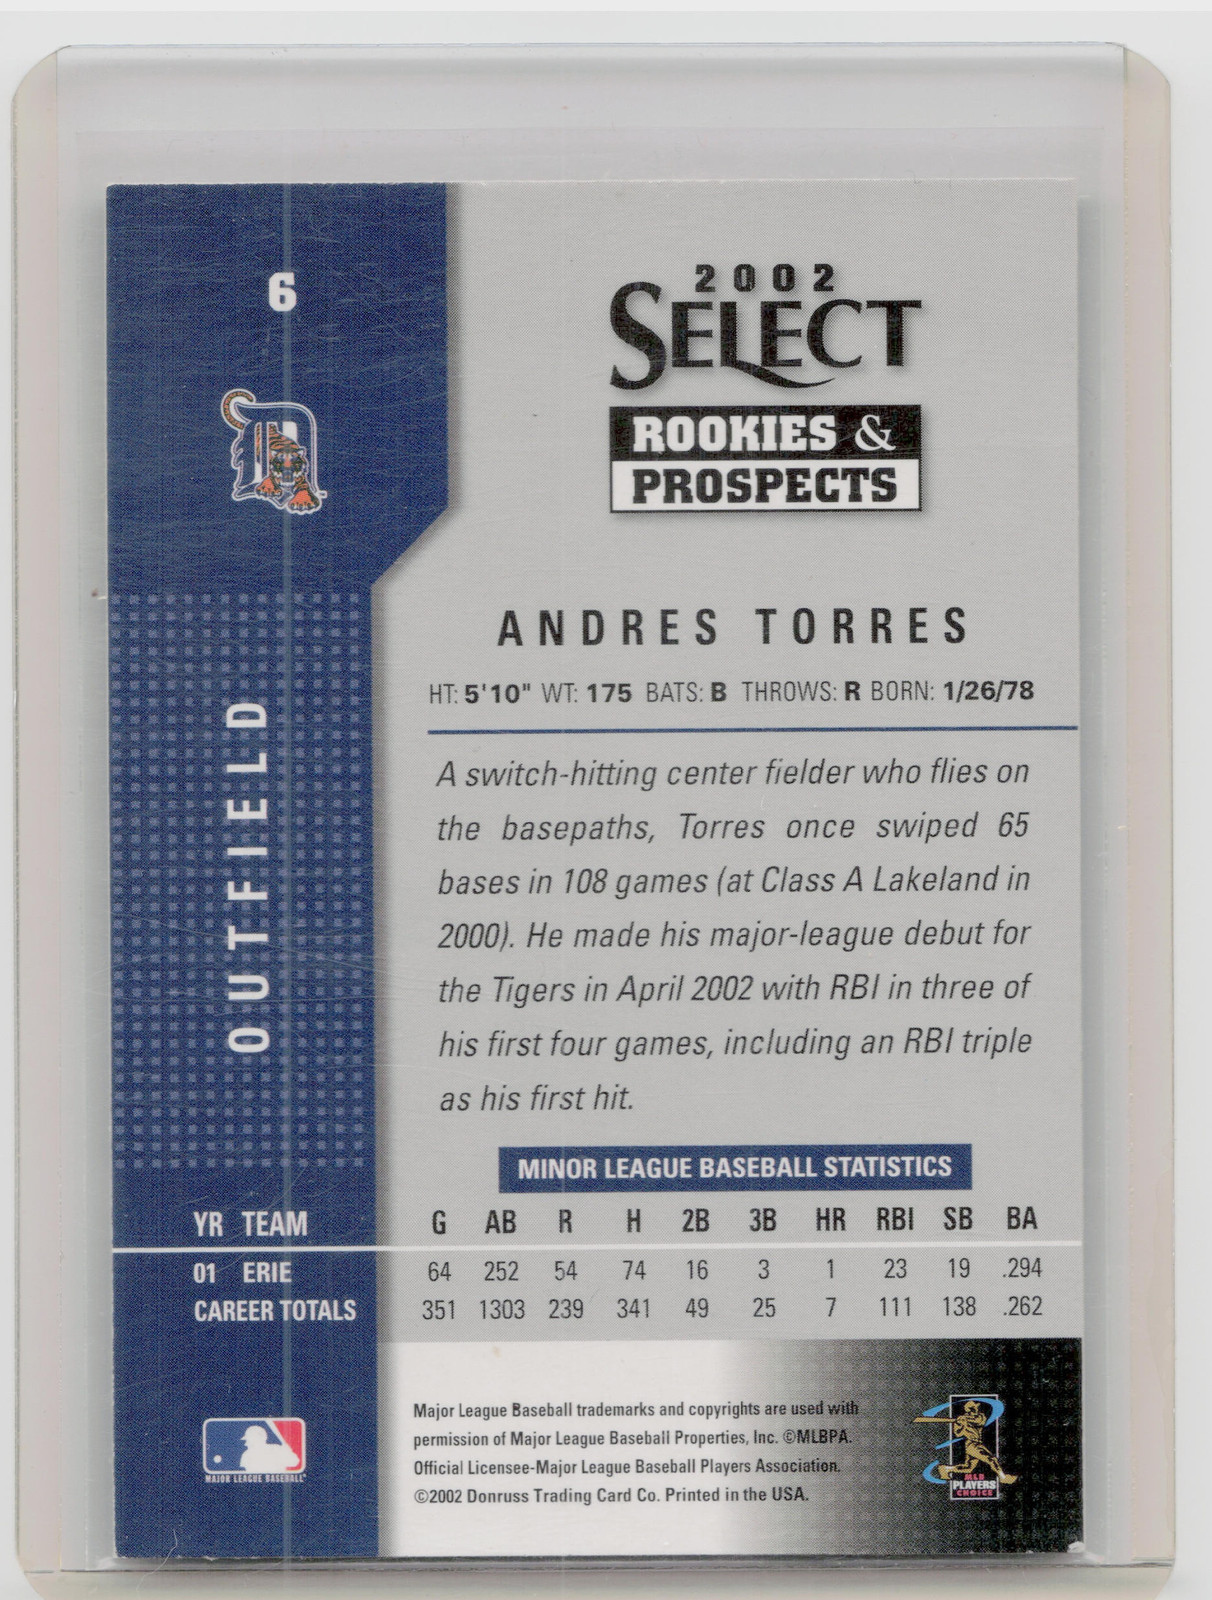 6
2002
SELECT
ROOKIES &
PROSPECTS
OUTFIELD
ANDRES TORRES
HT: 5'10" WT: 175 BATS: B THROWS: R BORN: 1/26/78
A switch-hitting center fielder who flies on
the basepaths, Torres once swiped 65
bases in 108 games (at Class A Lakeland in
2000). He made his major-league debut for
the Tigers in April 2002 with RBI in three of
his first four games, including an RBI triple
as his first hit.
MINOR LEAGUE BASEBALL STATISTICS
YR TEAM G AB R H 2B 3B HR RBI SB BA
01 ERIE 64 252 54 74 16 3 1 23 19 .294
CAREER TOTALS 351 1303 239 341 49 25 7 111 138 .262
MAJOR LEAGUE BASEBALL
Major League Baseball trademarks and copyrights are used with
permission of Major League Baseball Properties, Inc. ©MLBPA.
Official Licensee-Major League Baseball Players Association.
©2002 Donruss Trading Card Co. Printed in the USA.
MLB
PLAYERS
CHOICE